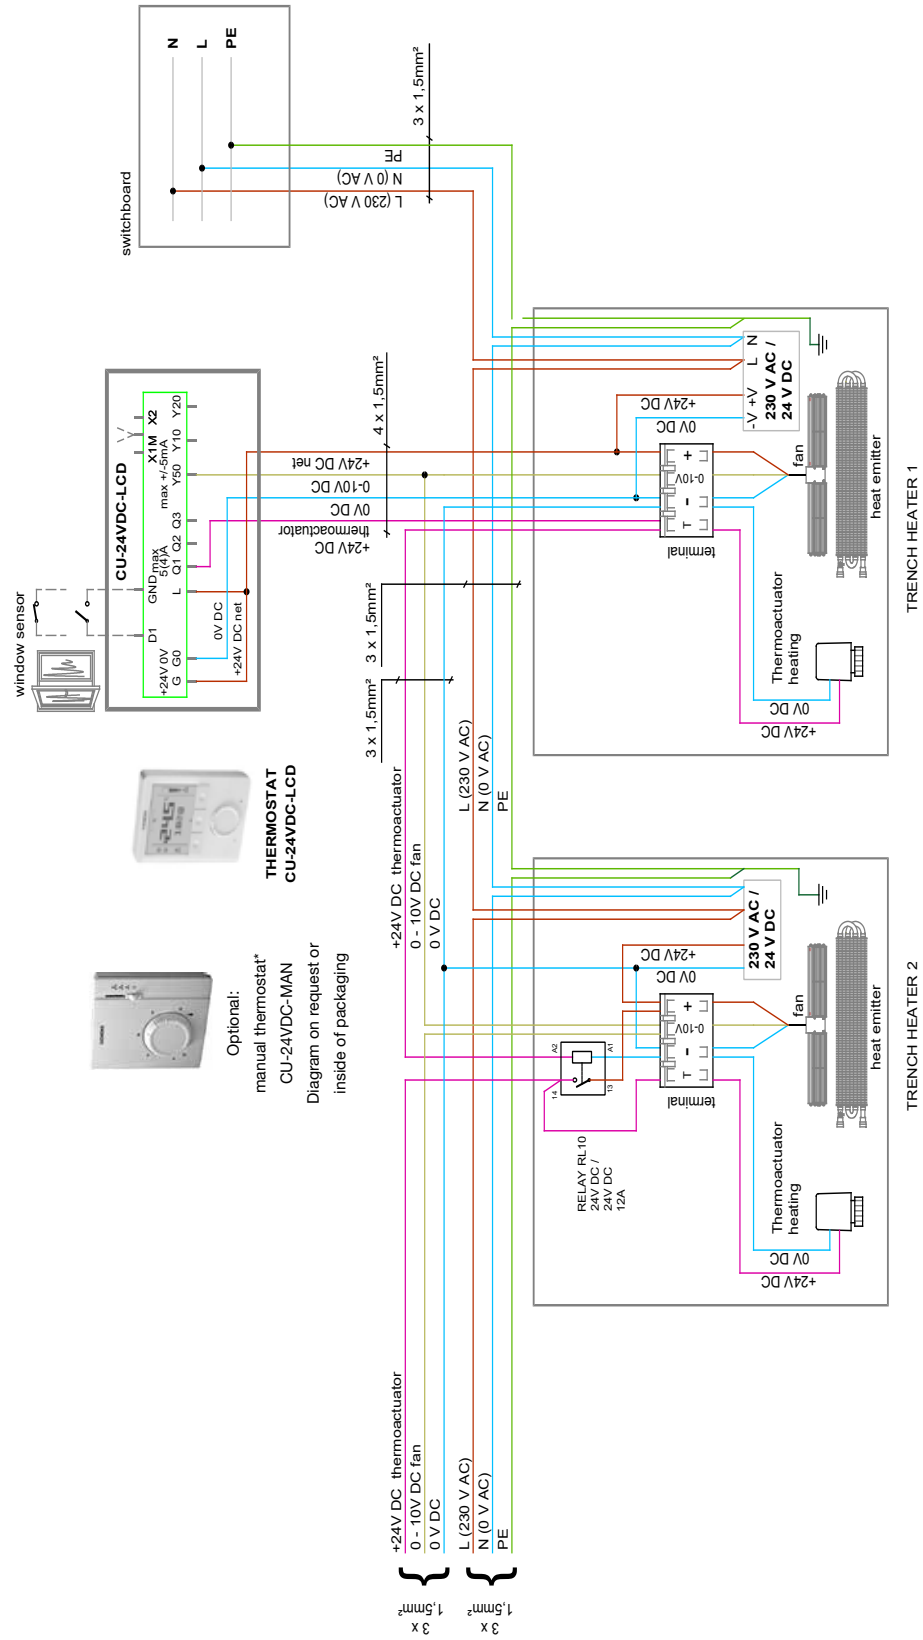 switchboard
N
L
PE
3 x 1,5mm²
PE
N (0 V AC)
L (230 V AC)
window sensor
CU-24VDC-LCD
X1M
X2
max +/-5mA
max
5(4)A
GND
D1
+24V 0V
G
G0
L
Q1
Q2
Q3
Y50
Y10
Y20
0V DC
+24V DC net
4 x 1,5mm²
+24V DC net
0-10V DC
0V DC
thermoactuator
+24V DC
3 x 1,5mm²
3 x 1,5mm²
THERMOSTAT
CU-24VDC-LCD
Optional:
manual thermostat*
CU-24VDC-MAN
Diagram on request or
inside of packaging
+24V DC thermoactuator
0 - 10V DC fan
0 V DC
L (230 V AC)
N (0 V AC)
PE
+24V DC
0V DC
-V +V
L
N
230 V AC /
24 V DC
T
-
0-10V
+
terminal
fan
heat emitter
Thermoactuator
heating
0V DC
+24V DC
TRENCH HEATER 1
+24V DC
0V DC
230 V AC /
24 V DC
A2
A1
14
13
RELAY RL10
24V DC /
24V DC
12A
T
-
0-10V
+
terminal
fan
heat emitter
Thermoactuator
heating
0V DC
+24V DC
TRENCH HEATER 2
+24V DC thermoactuator
0 - 10V DC fan
0 V DC
L (230 V AC)
N (0 V AC)
PE
3 x
1,5mm²
3 x
1,5mm²